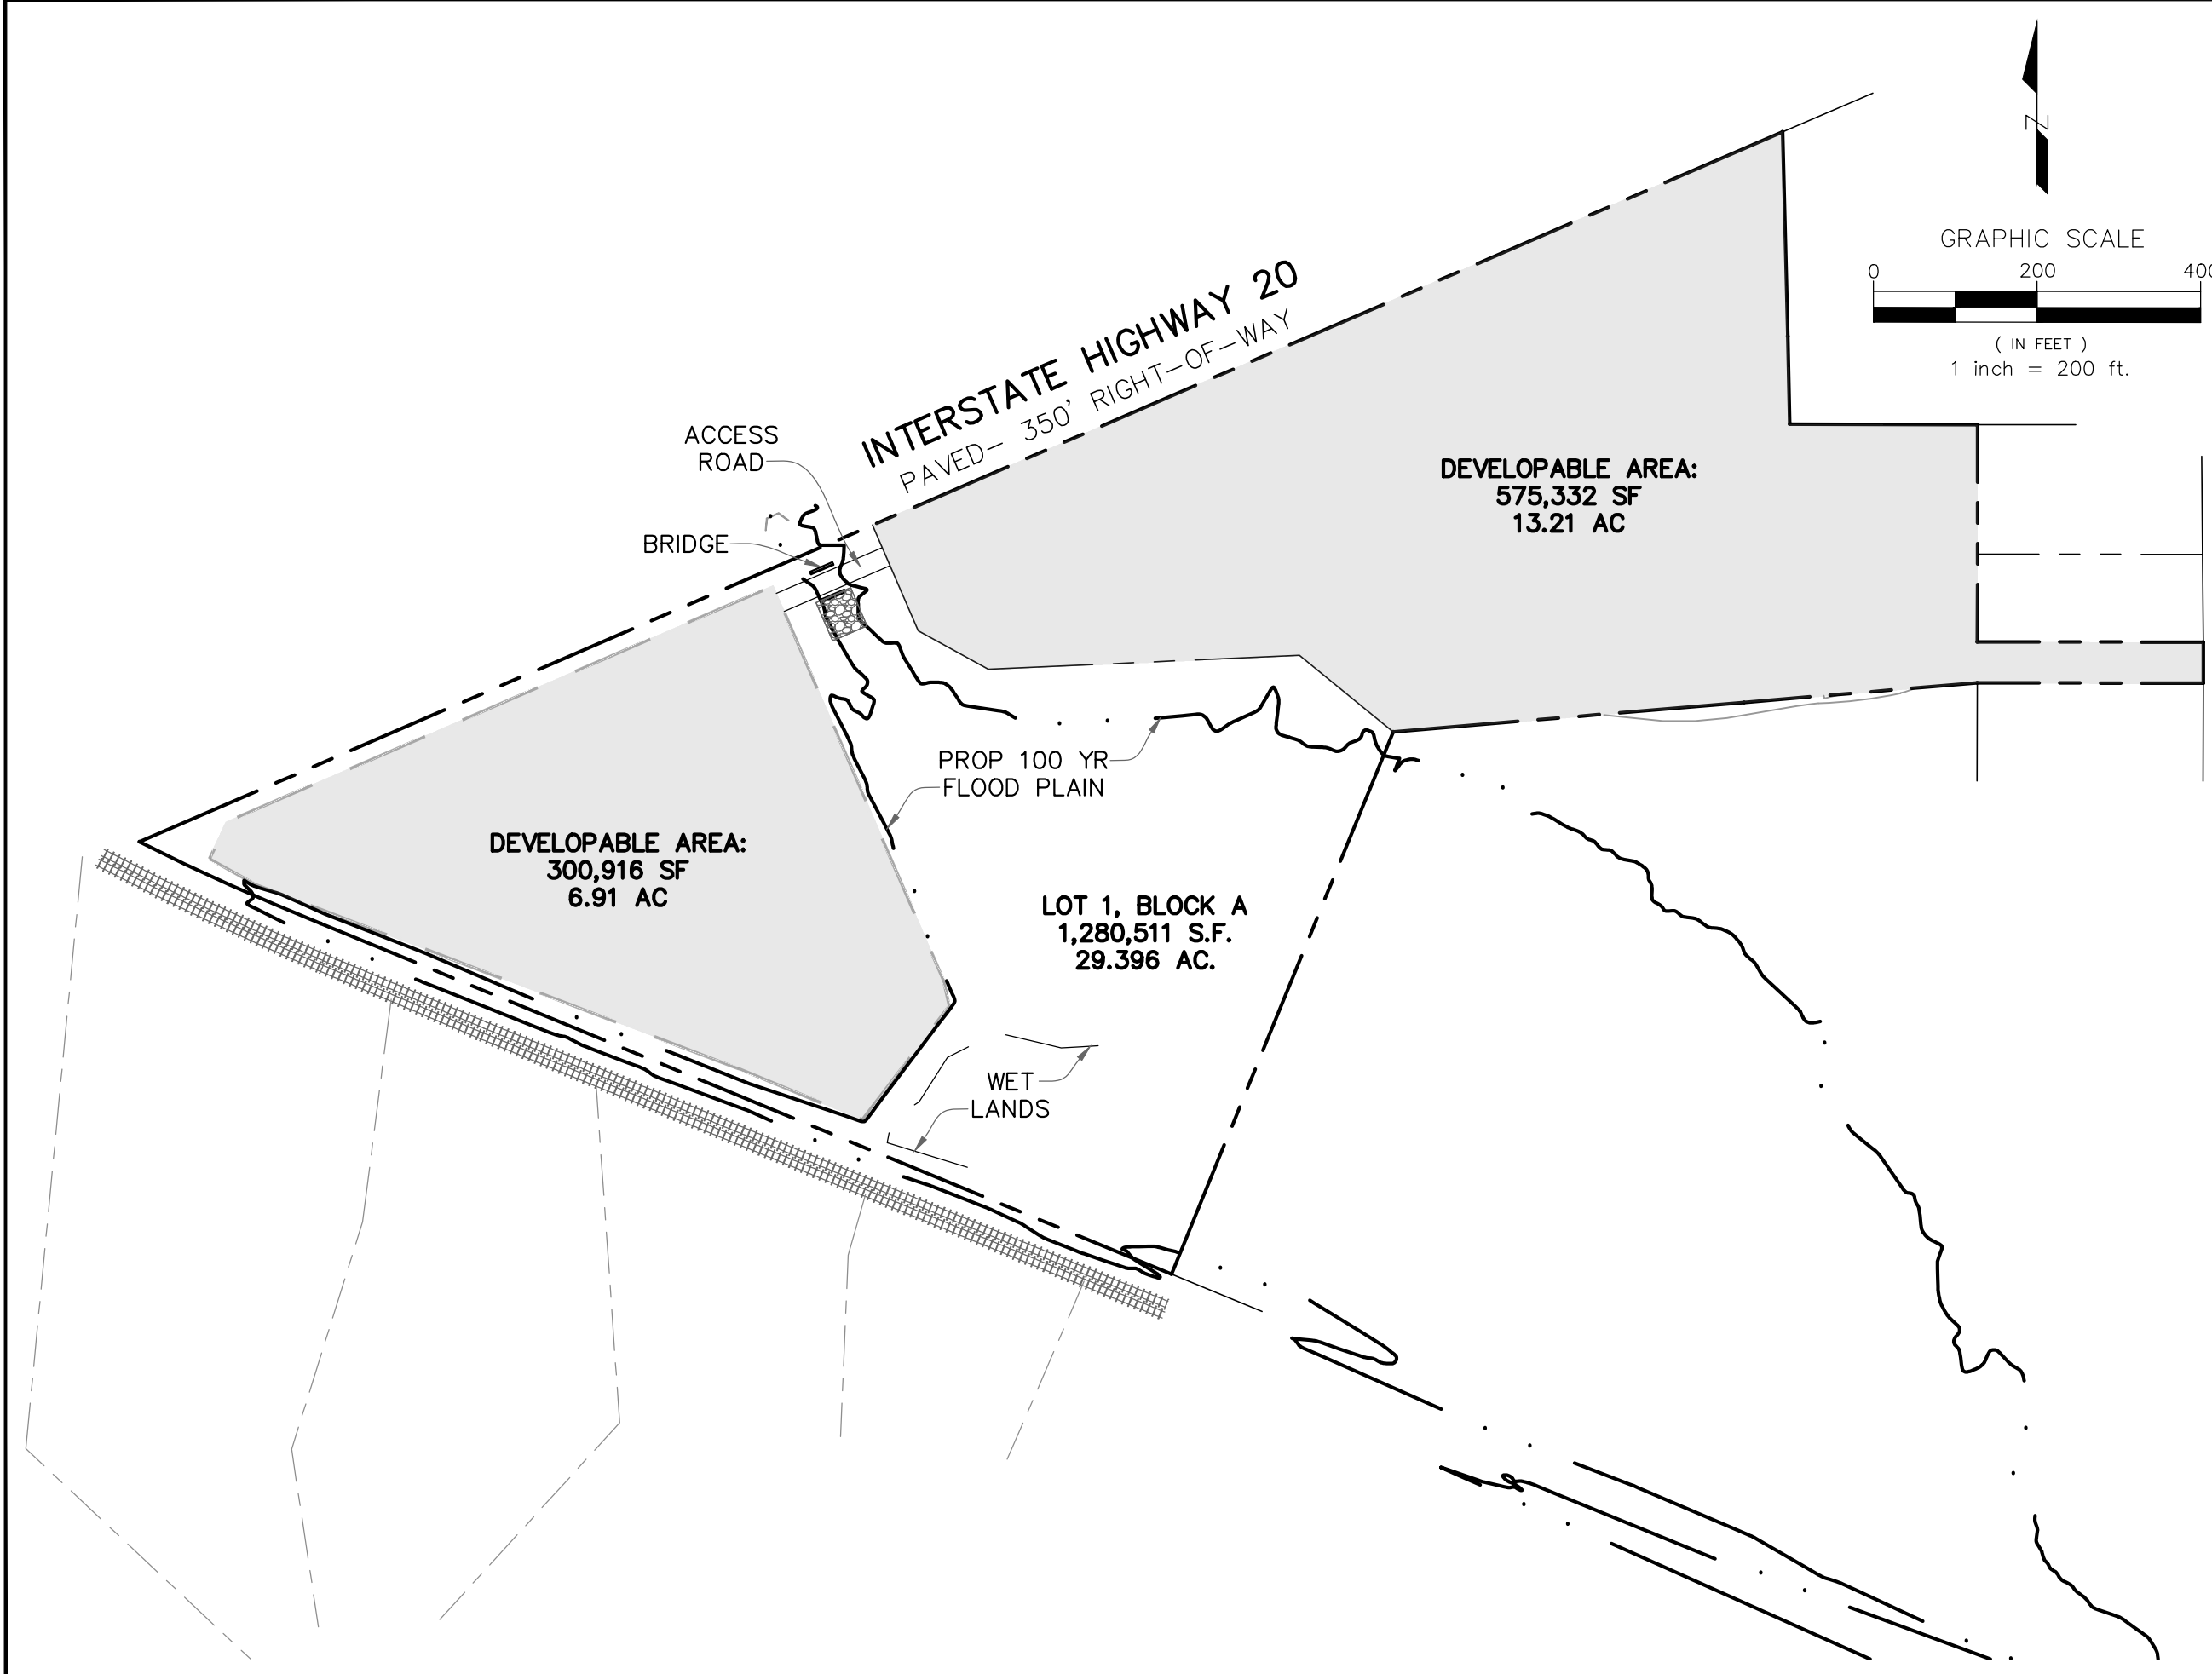 N
GRAPHIC SCALE
0 200 400
( IN FEET )
1 inch = 200 ft.
INTERSTATE HIGHWAY 20
PAVED- 350' RIGHT-OF-WAY
ACCESS
ROAD
BRIDGE
DEVELOPABLE AREA:
575,332 SF
13.21 AC
PROP 100 YR
FLOOD PLAIN
DEVELOPABLE AREA:
300,916 SF
6.91 AC
LOT 1, BLOCK A
1,280,511 S.F.
29.396 AC.
WET
LANDS